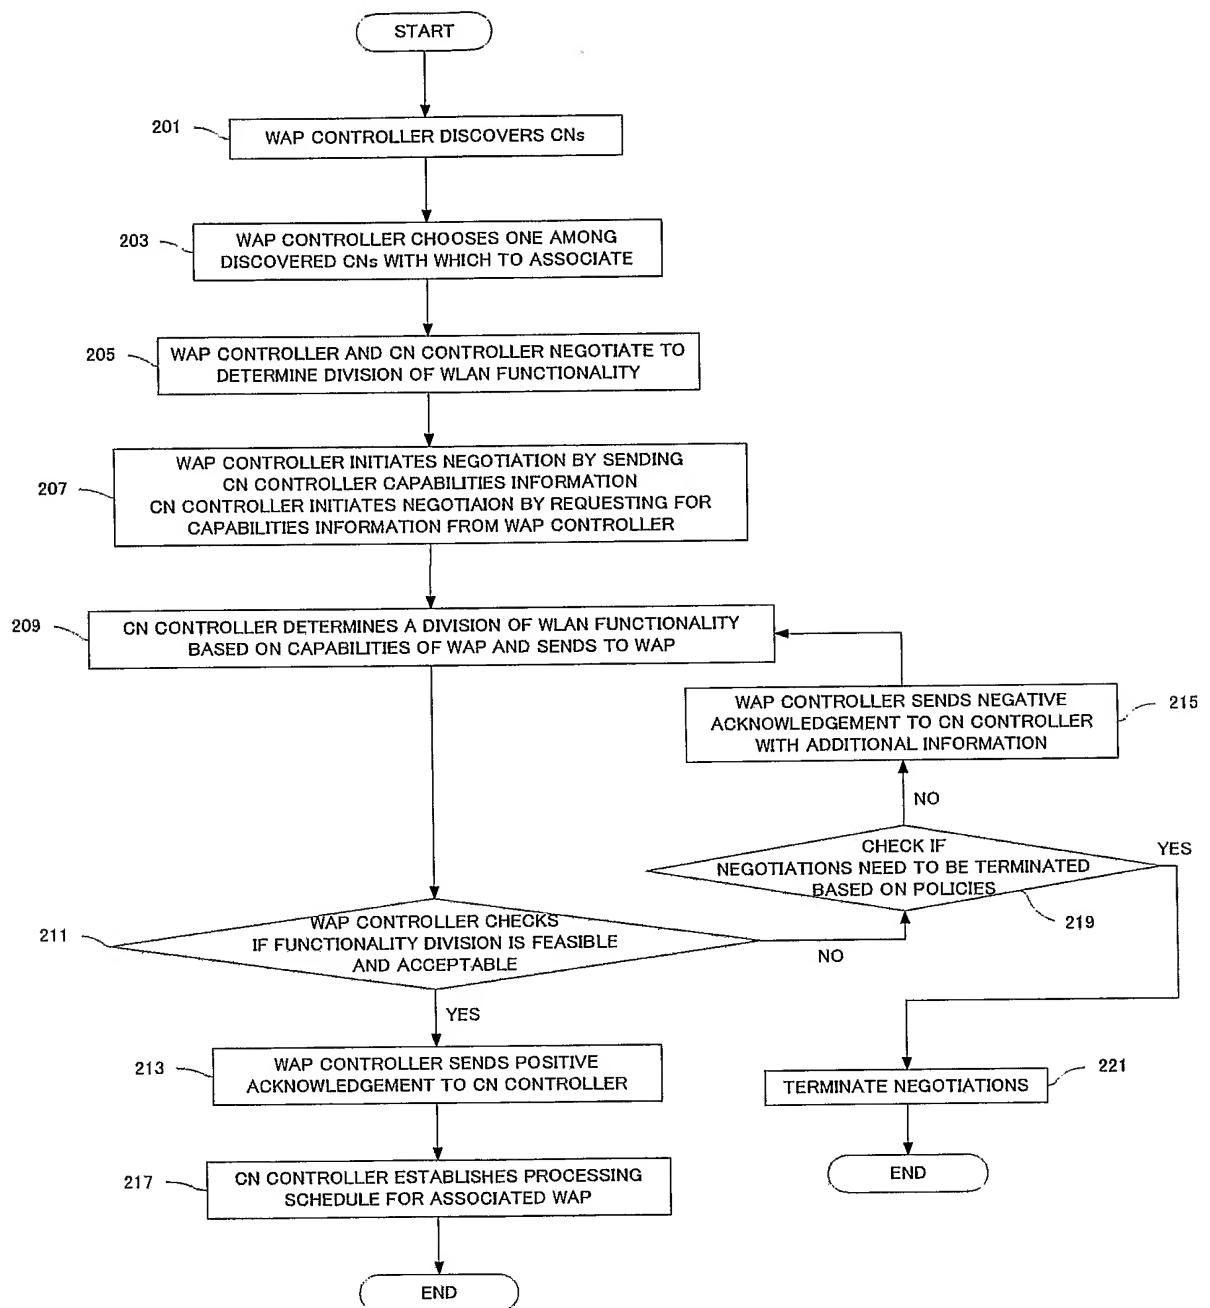 START
201
WAP CONTROLLER DISCOVERS CNs
203
WAP CONTROLLER CHOOSES ONE AMONG
DISCOVERED CNs WITH WHICH TO ASSOCIATE
205
WAP CONTROLLER AND CN CONTROLLER NEGOTIATE TO
DETERMINE DIVISION OF WLAN FUNCTIONALITY
207
WAP CONTROLLER INITIATES NEGOTIATION BY SENDING
CN CONTROLLER CAPABILITIES INFORMATION
CN CONTROLLER INITIATES NEGOTIAION BY REQUESTING FOR
CAPABILITIES INFORMATION FROM WAP CONTROLLER
209
CN CONTROLLER DETERMINES A DIVISION OF WLAN FUNCTIONALITY
BASED ON CAPABILITIES OF WAP AND SENDS TO WAP
WAP CONTROLLER SENDS NEGATIVE
ACKNOWLEDGEMENT TO CN CONTROLLER
WITH ADDITIONAL INFORMATION
215
NO
CHECK IF
NEGOTIATIONS NEED TO BE TERMINATED
BASED ON POLICIES
YES
219
211
WAP CONTROLLER CHECKS
IF FUNCTIONALITY DIVISION IS FEASIBLE
AND ACCEPTABLE
NO
YES
213
WAP CONTROLLER SENDS POSITIVE
ACKNOWLEDGEMENT TO CN CONTROLLER
TERMINATE NEGOTIATIONS
221
217
CN CONTROLLER ESTABLISHES PROCESSING
SCHEDULE FOR ASSOCIATED WAP
END
END